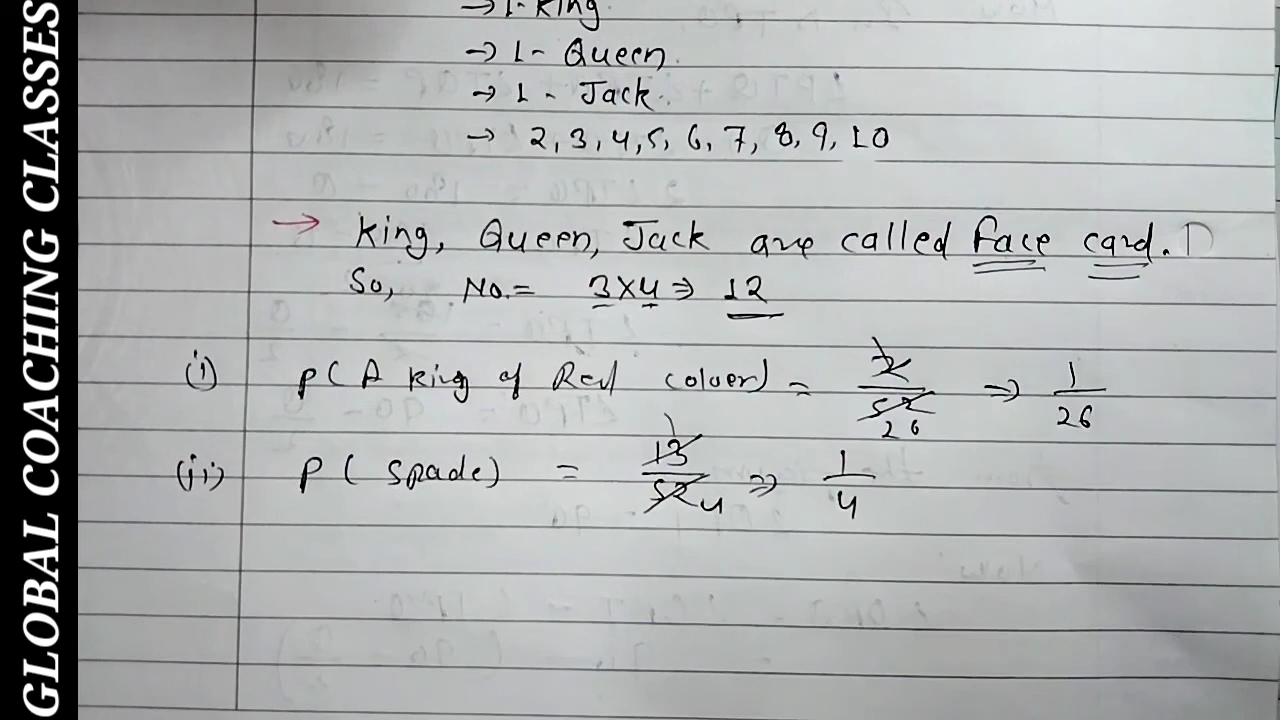 GLOBAL COACHING CLASSES
→ 1 - King
→ 1 - Queen.
→ 1 - Jack.
→ 2, 3, 4, 5, 6, 7, 8, 9, 10
→ King, Queen, Jack are called Face card.
So, No. = 3×4 ⇒ 12
(i) P( A King of Red colour) = 2/52 1/26 ⇒ 1/26
(ii) P( Spade) = 13/52 1/4 ⇒ 1/4